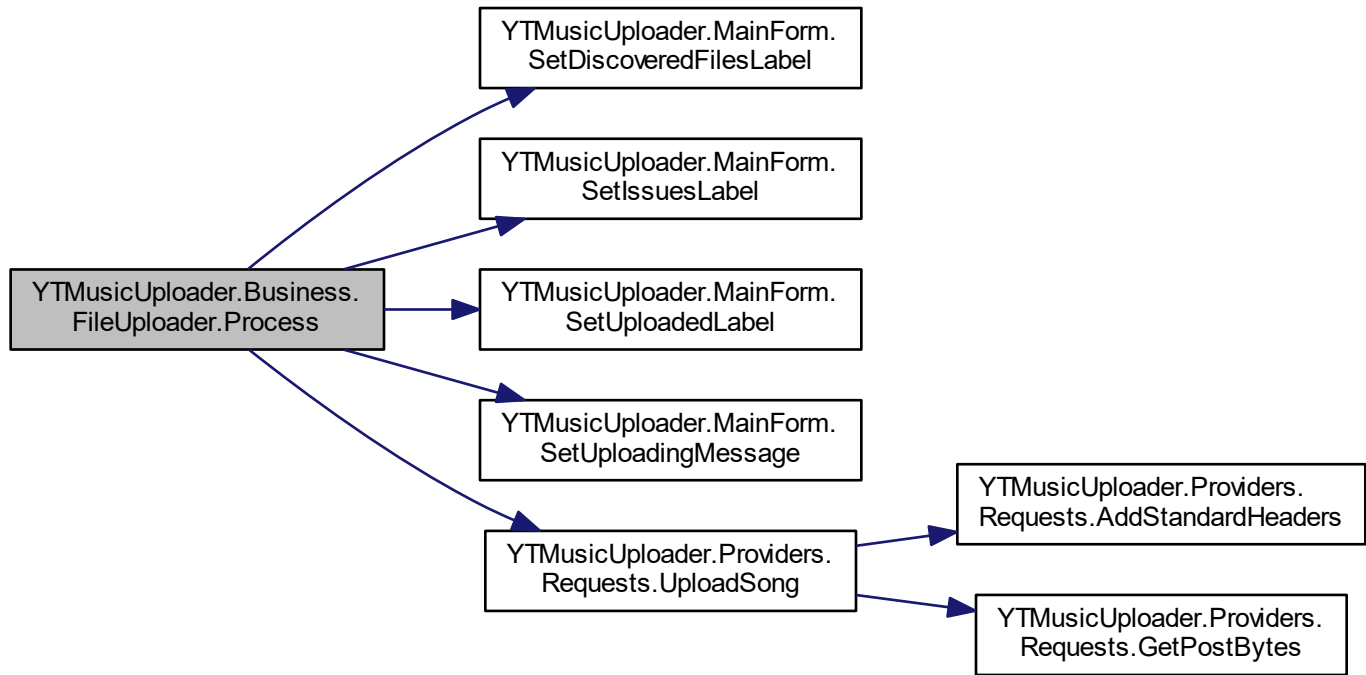 YTMusicUploader.MainForm.
SetDiscoveredFilesLabel
YTMusicUploader.MainForm.
SetIssuesLabel
YTMusicUploader.Business.
FileUploader.Process
YTMusicUploader.MainForm.
SetUploadedLabel
YTMusicUploader.MainForm.
SetUploadingMessage
YTMusicUploader.Providers.
Requests.UploadSong
YTMusicUploader.Providers.
Requests.AddStandardHeaders
YTMusicUploader.Providers.
Requests.GetPostBytes